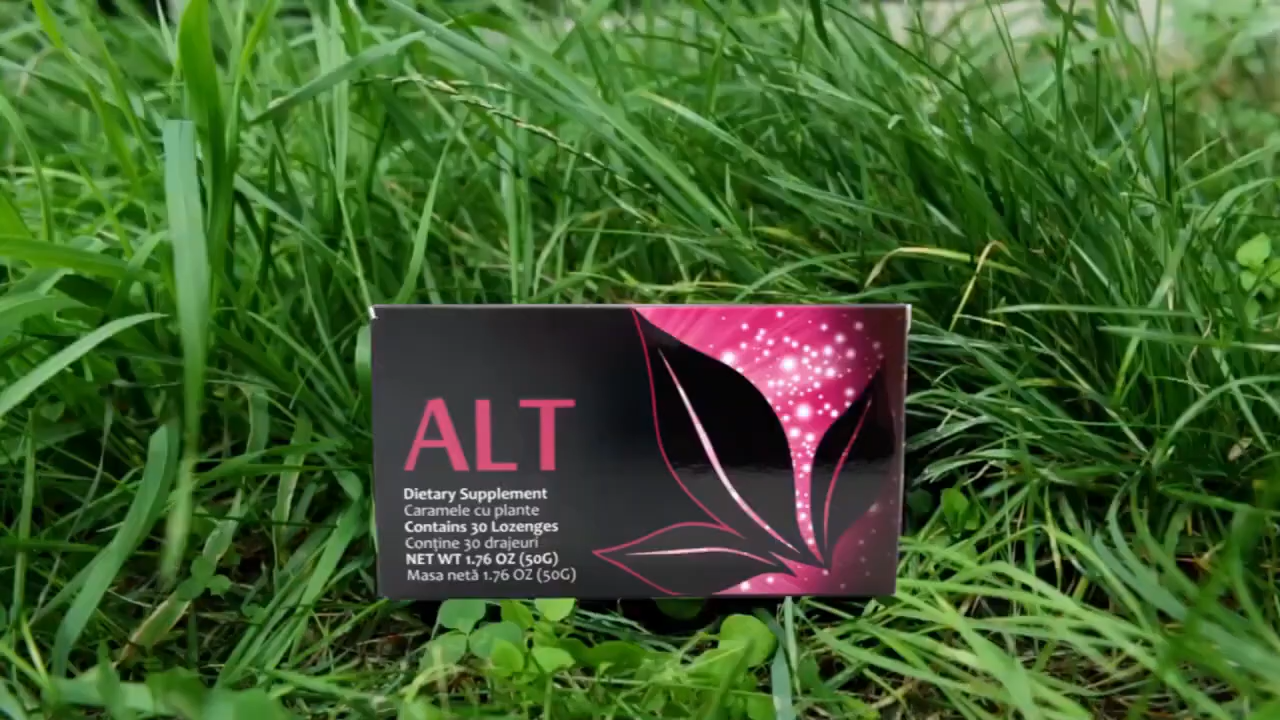 ALT
Dietary Supplement
Caramele cu plante
Contains 30 Lozenges
Conține 30 drajeuri
NET WT 1.76 OZ (50G)
Masa netă 1.76 OZ (50G)